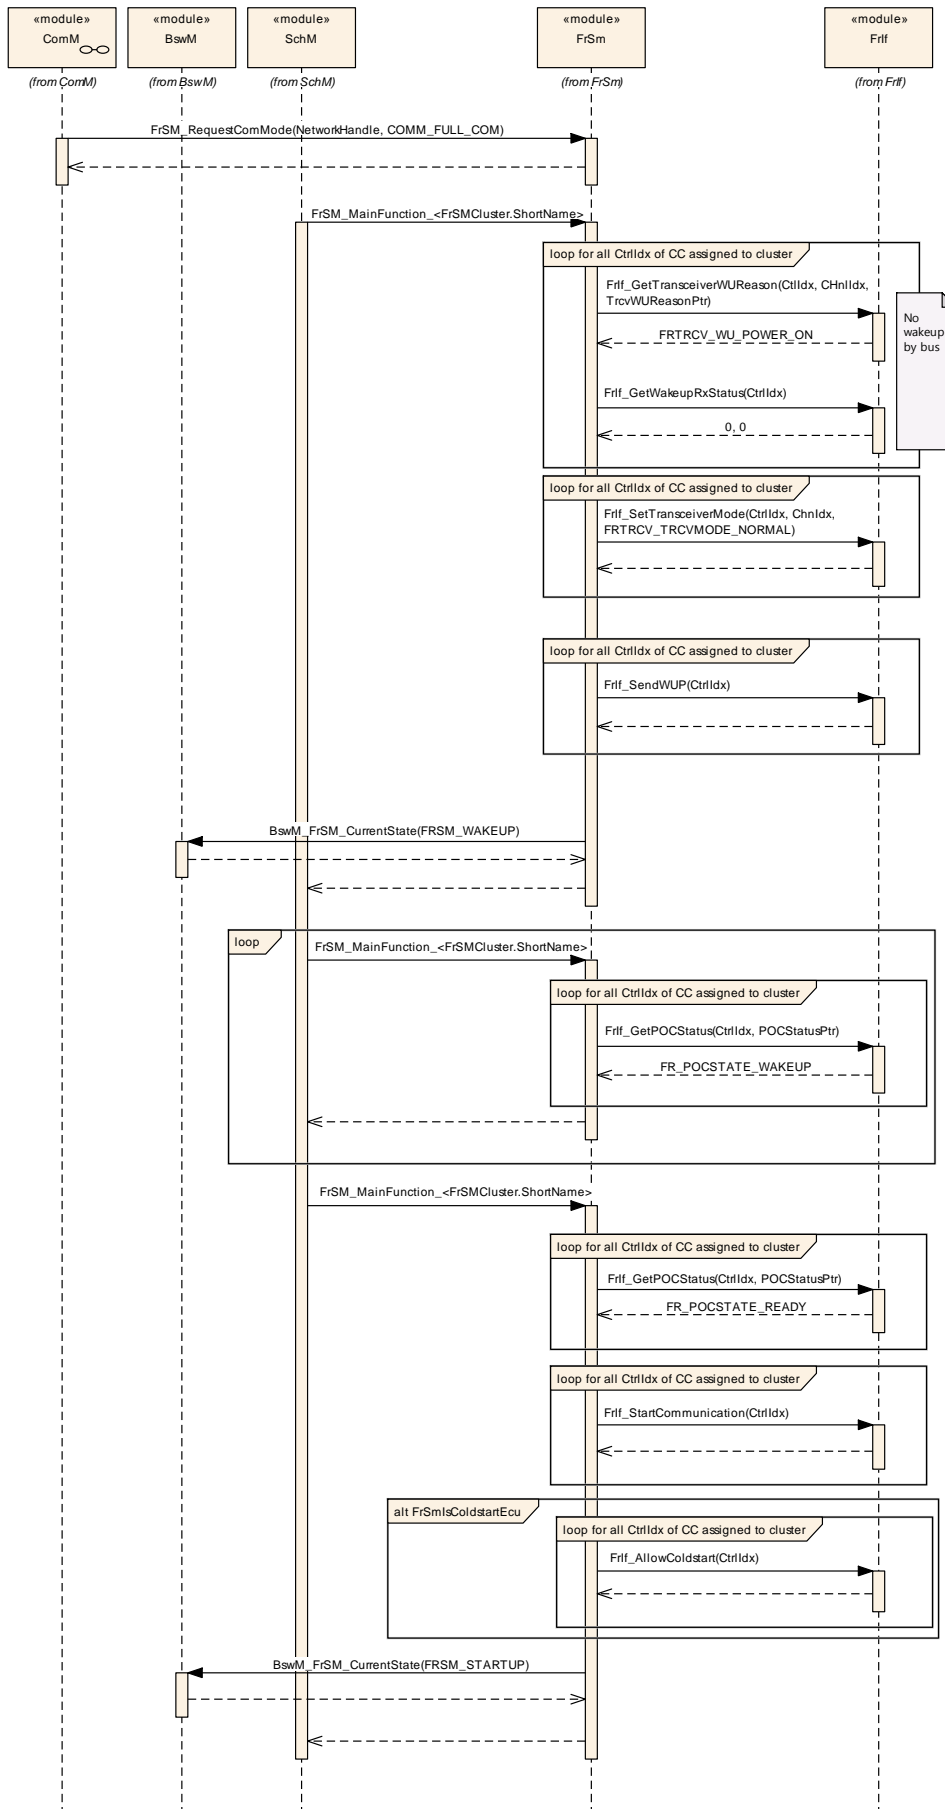 «module»
ComM
(from ComM)
«module»
BswM
(from BswM)
«module»
SchM
(from SchM)
«module»
FrSm
(from FrSm)
«module»
FrIf
(from FrIf)
FrSM_RequestComMode(NetworkHandle, COMM_FULL_COM)
FrSM_MainFunction_<FrSMCluster.ShortName>
loop for all CtrlIdx of CC assigned to cluster
FrIf_GetTransceiverWUReason(CtlIdx, CHnlIdx,
TrcvWUReasonPtr)
No
wakeup
by bus
FRTRCV_WU_POWER_ON
FrIf_GetWakeupRxStatus(CtrlIdx)
0, 0
loop for all CtrlIdx of CC assigned to cluster
FrIf_SetTransceiverMode(CtrlIdx, ChnIdx,
FRTRCV_TRCVMODE_NORMAL)
loop for all CtrlIdx of CC assigned to cluster
FrIf_SendWUP(CtrlIdx)
BswM_FrSM_CurrentState(FRSM_WAKEUP)
loop
FrSM_MainFunction_<FrSMCluster.ShortName>
loop for all CtrlIdx of CC assigned to cluster
FrIf_GetPOCStatus(CtrlIdx, POCStatusPtr)
FR_POCSTATE_WAKEUP
FrSM_MainFunction_<FrSMCluster.ShortName>
loop for all CtrlIdx of CC assigned to cluster
FrIf_GetPOCStatus(CtrlIdx, POCStatusPtr)
FR_POCSTATE_READY
loop for all CtrlIdx of CC assigned to cluster
FrIf_StartCommunication(CtrlIdx)
alt FrSmIsColdstartEcu
loop for all CtrlIdx of CC assigned to cluster
FrIf_AllowColdstart(CtrlIdx)
BswM_FrSM_CurrentState(FRSM_STARTUP)